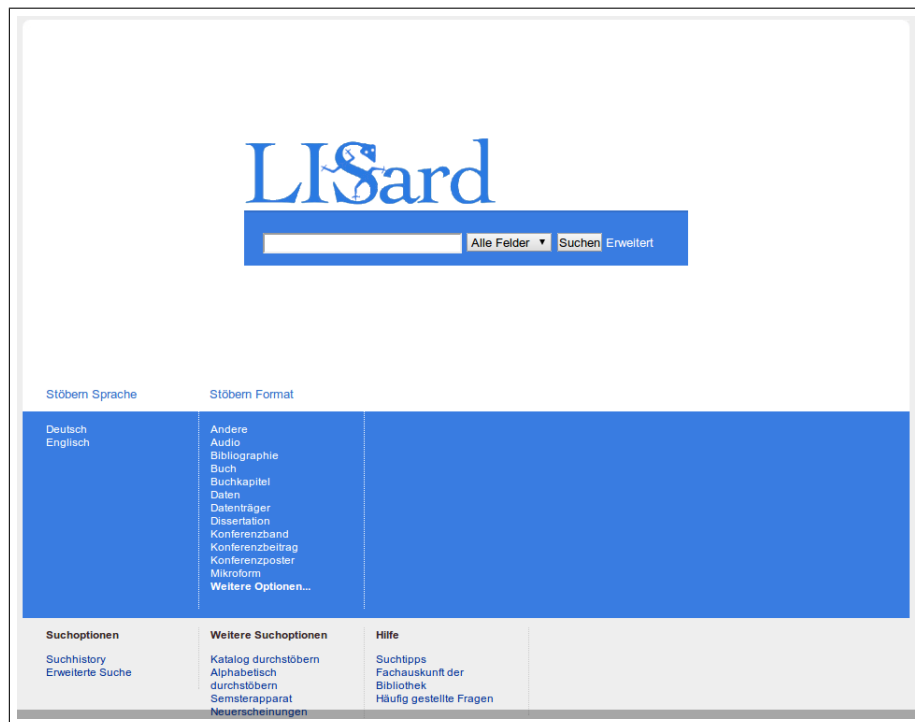 LISsard
Alle Felder ▼ Suchen Erweitert
Stöbern Sprache
Stöbern Format
Deutsch
Englisch
Andere
Audio
Bibliographie
Buch
Buchkapitel
Daten
Datenträger
Dissertation
Konferenzband
Konferenzbeitrag
Konferenzposter
Mikroform
Weitere Optionen...
Suchoptionen
Suchhistory
Erweiterte Suche
Weitere Suchoptionen
Katalog durchstöbern
Alphabetisch
durchstöbern
Semsterapparat
Neuerscheinungen
Hilfe
Suchtipps
Fachauskunft der
Bibliothek
Häufig gestellte Fragen